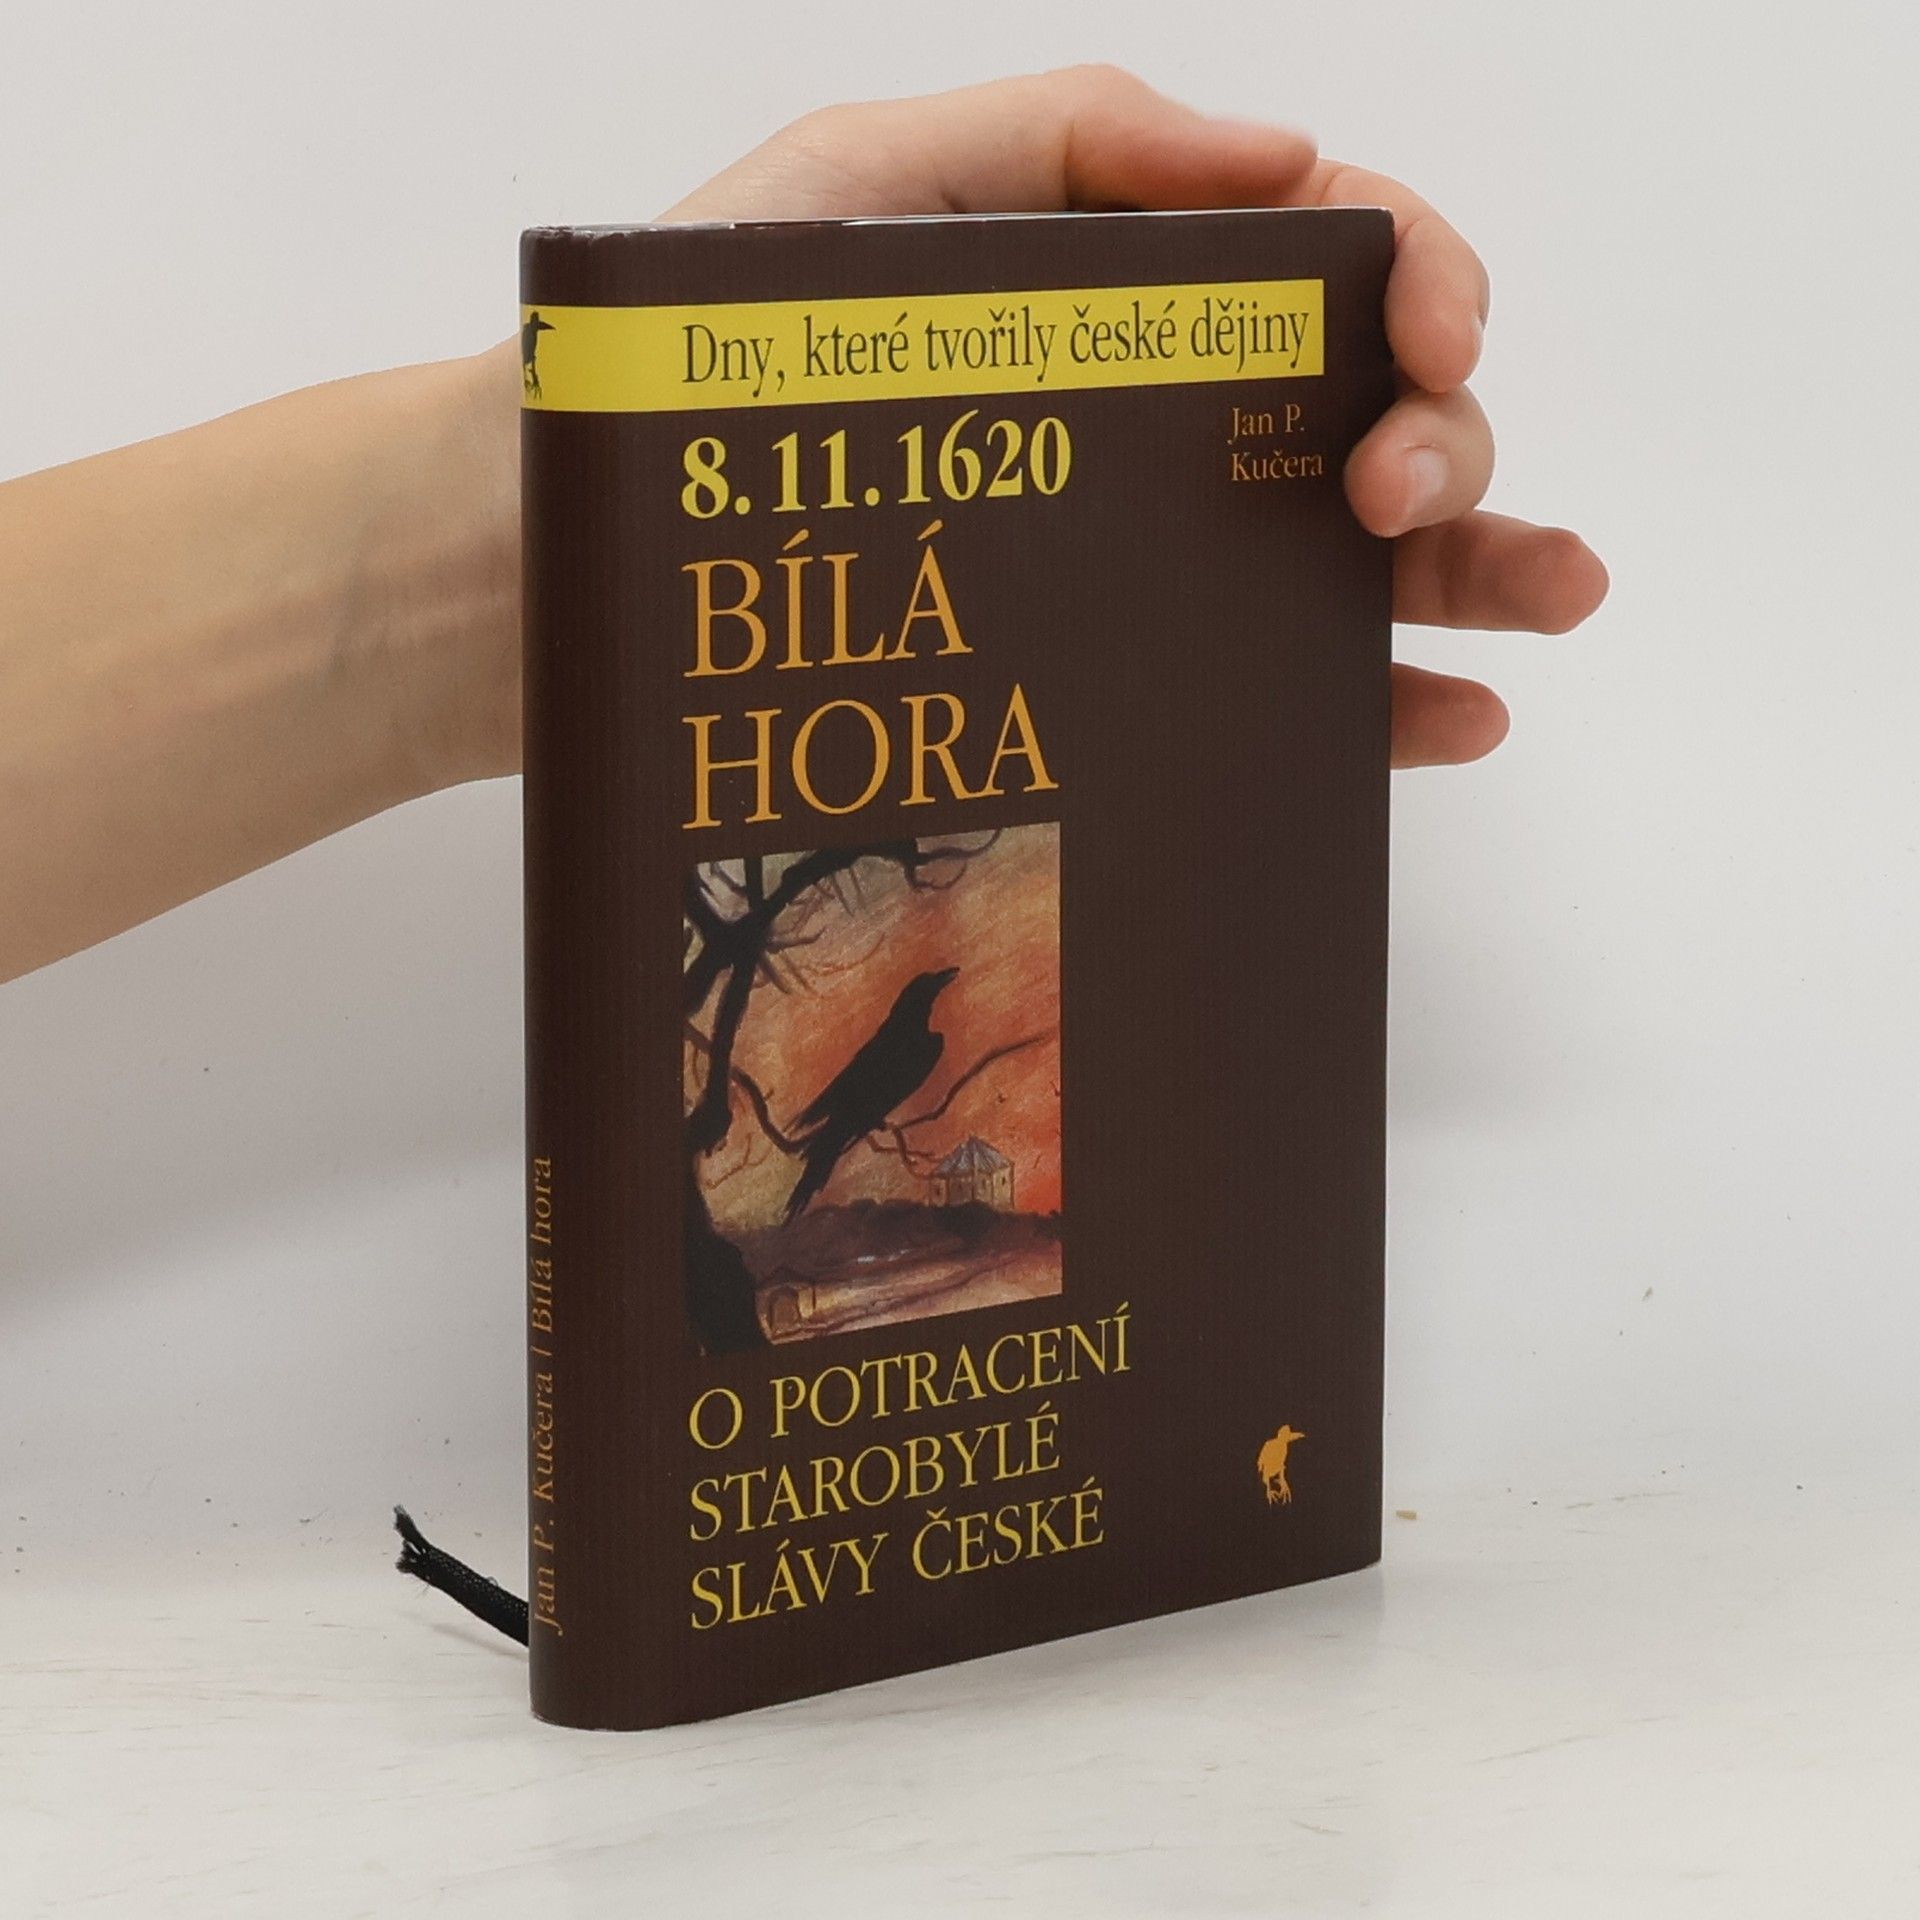 Dny, které tvořily české dějiny
8. 11. 1620
Jan P.
Kučera
BÍLÁ
HORA
O POTRACENÍ
STAROBYLÉ
SLÁVY ČESKÉ
Jan P. Kučera | Bílá hora